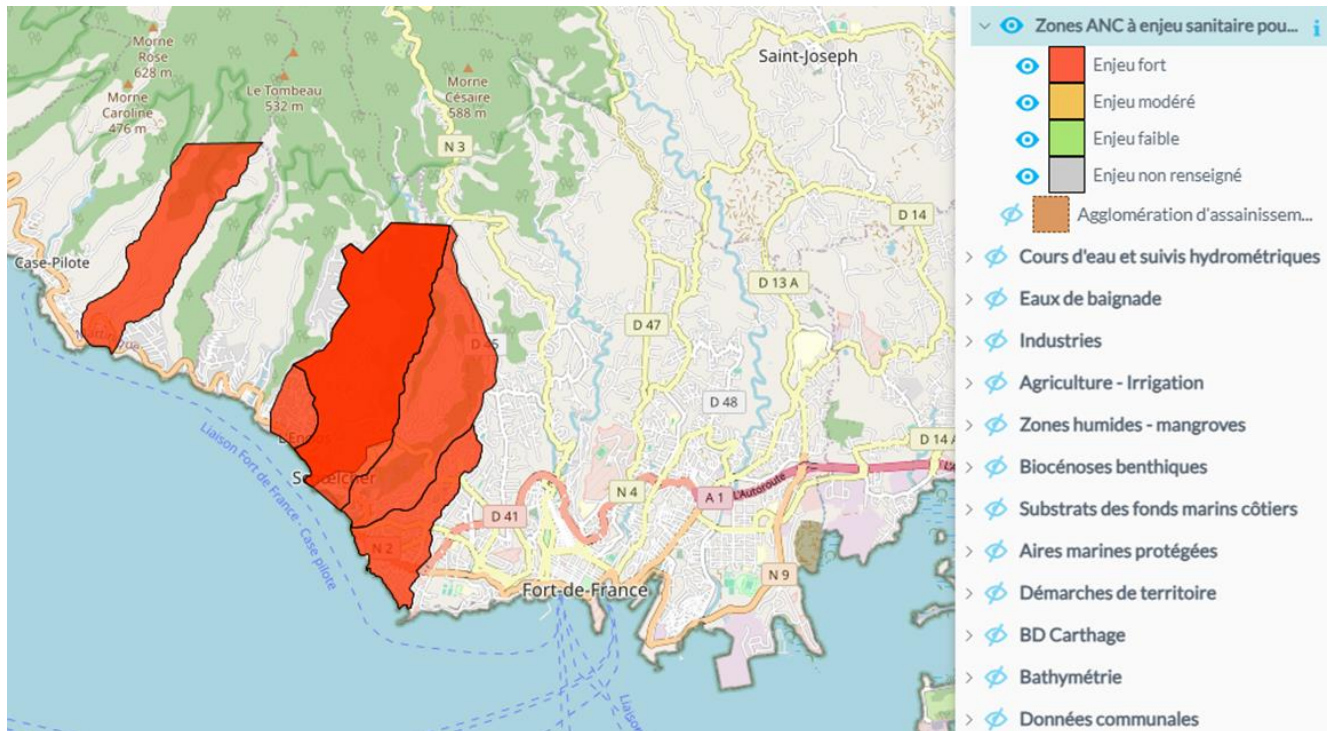 Morne
Rose
628 m
Le Tombeau
532 m
Morne
Caroline
476 m
Morne
Césaire
588 m
Saint-Joseph
N 3
D 14
Case-Pilote
D 13 A
D 47
D 45
D 48
D 14 A
N 4
A 1
L'Autoroute
D 41
N 2
N 9
Fort-de-France
Liaison Fort de France - Case pilote
Liaison
Zones ANC à enjeu sanitaire pou...
Enjeu fort
Enjeu modéré
Enjeu faible
Enjeu non renseigné
Agglomération d'assainissem...
Cours d'eau et suivis hydrométriques
Eaux de baignade
Industries
Agriculture - Irrigation
Zones humides - mangroves
Biocénoses benthiques
Substrats des fonds marins côtiers
Aires marines protégées
Démarches de territoire
BD Carthage
Bathymétrie
Données communales